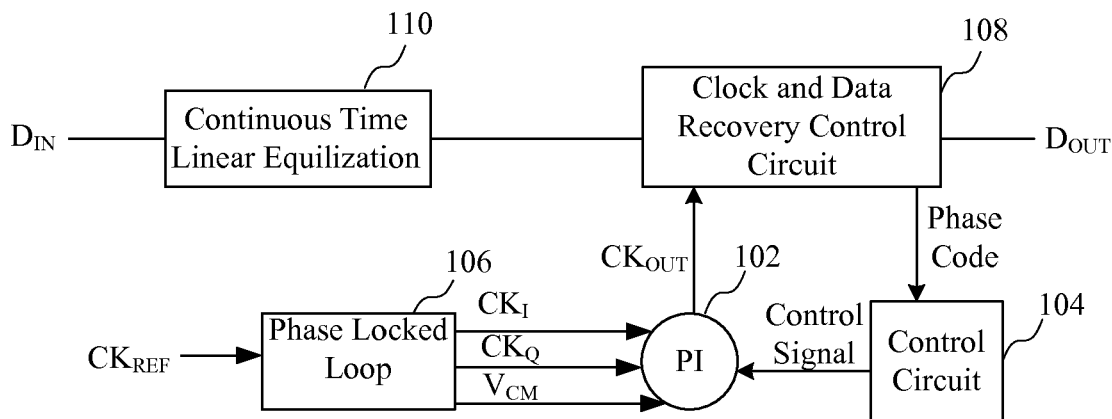 110
108
Continuous Time
Linear Equilization
Clock and Data
Recovery Control
Circuit
D_IN
D_OUT
Phase
Code
CK_OUT
102
106
CK_I
Phase Locked
Loop
CK_REF
CK_Q
V_CM
PI
Control
Signal
104
Control
Circuit